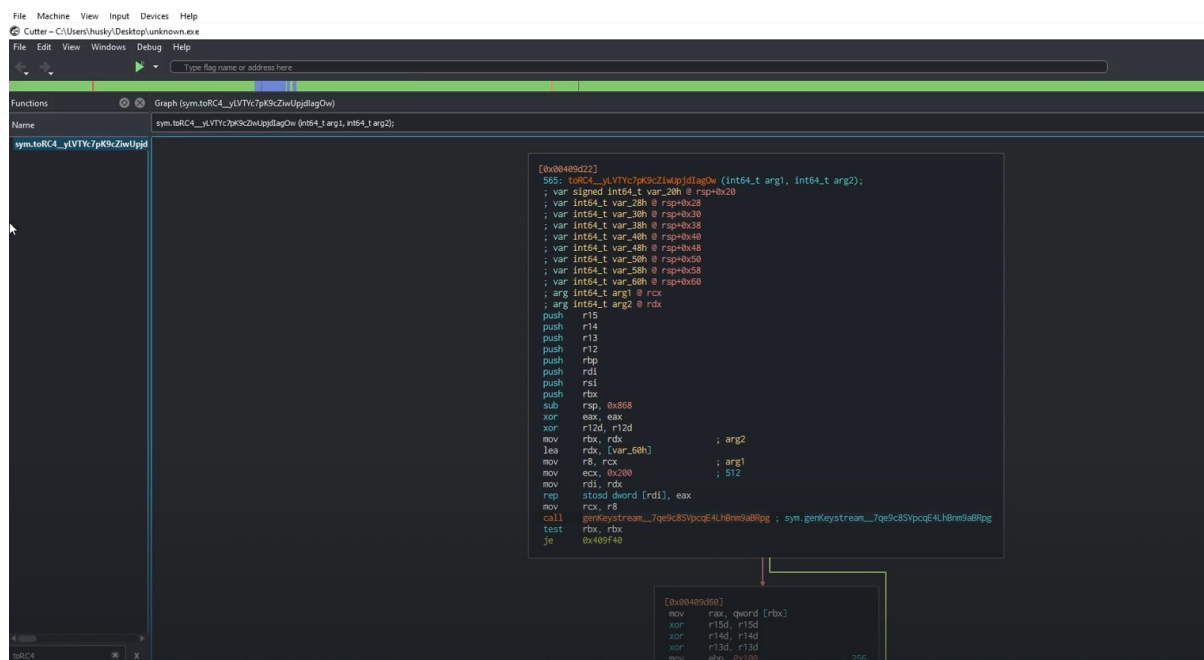 File Machine View Input Devices Help
Cutter – C:\Users\husky\Desktop\unknown.exe
File Edit View Windows Debug Help
Type flag name or address here
Functions
Graph (sym.toRC4__yLVTYc7pK9cZiwUpjdIagOw)
Name
sym.toRC4__yLVTYc7pK9cZiwUpjdIagOw (int64_t arg1, int64_t arg2);
sym.toRC4__yLVTYc7pK9cZiwUpjd
[0x00409d22]
565: toRC4__yLVTYc7pK9cZiwUpjdIagOw (int64_t arg1, int64_t arg2);
; var signed int64_t var_20h @ rsp+0x20
; var int64_t var_28h @ rsp+0x28
; var int64_t var_30h @ rsp+0x30
; var int64_t var_38h @ rsp+0x38
; var int64_t var_40h @ rsp+0x40
; var int64_t var_48h @ rsp+0x48
; var int64_t var_50h @ rsp+0x50
; var int64_t var_58h @ rsp+0x58
; var int64_t var_60h @ rsp+0x60
; arg int64_t arg1 @ rcx
; arg int64_t arg2 @ rdx
push r15
push r14
push r13
push r12
push rbp
push rdi
push rsi
push rbx
sub rsp, 0x868
xor eax, eax
xor r12d, r12d
mov rbx, rdx ; arg2
lea rdx, [var_60h]
mov r8, rcx ; arg1
mov ecx, 0x200 ; 512
mov rdi, rdx
rep stosd dword [rdi], eax
mov rcx, r8
call genKeystream__7qe9c8SVpcqE4LhBnm9aBRpg ; sym.genKeystream__7qe9c8SVpcqE4LhBnm9aBRpg
test rbx, rbx
je 0x409f40
[0x00409d60]
mov rax, qword [rbx]
xor r15d, r15d
xor r14d, r14d
xor r13d, r13d
mov ebp, 0x100 ; 256
toRC4 X